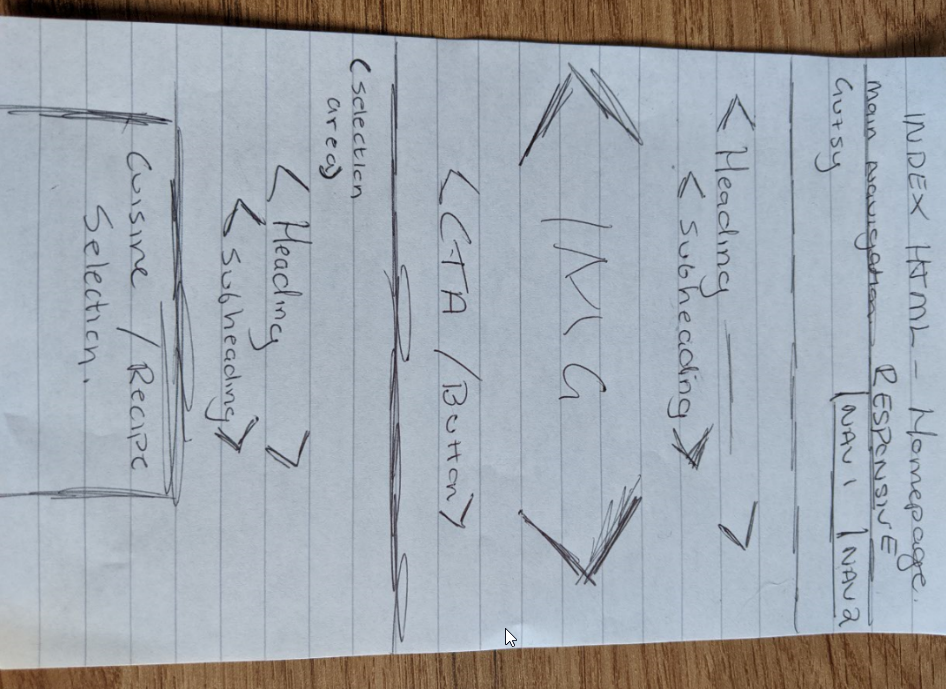 INDEX HTML - Homepage.
RESPONSIVE
Main navigation
Gutsy | NAV 1 | NAV 2
< Heading — >
< Subheading >
< IMG >
< CTA / Button >
(Selection
area)
< Heading >
< Subheading >
Cuisine / Recipe
Selection.